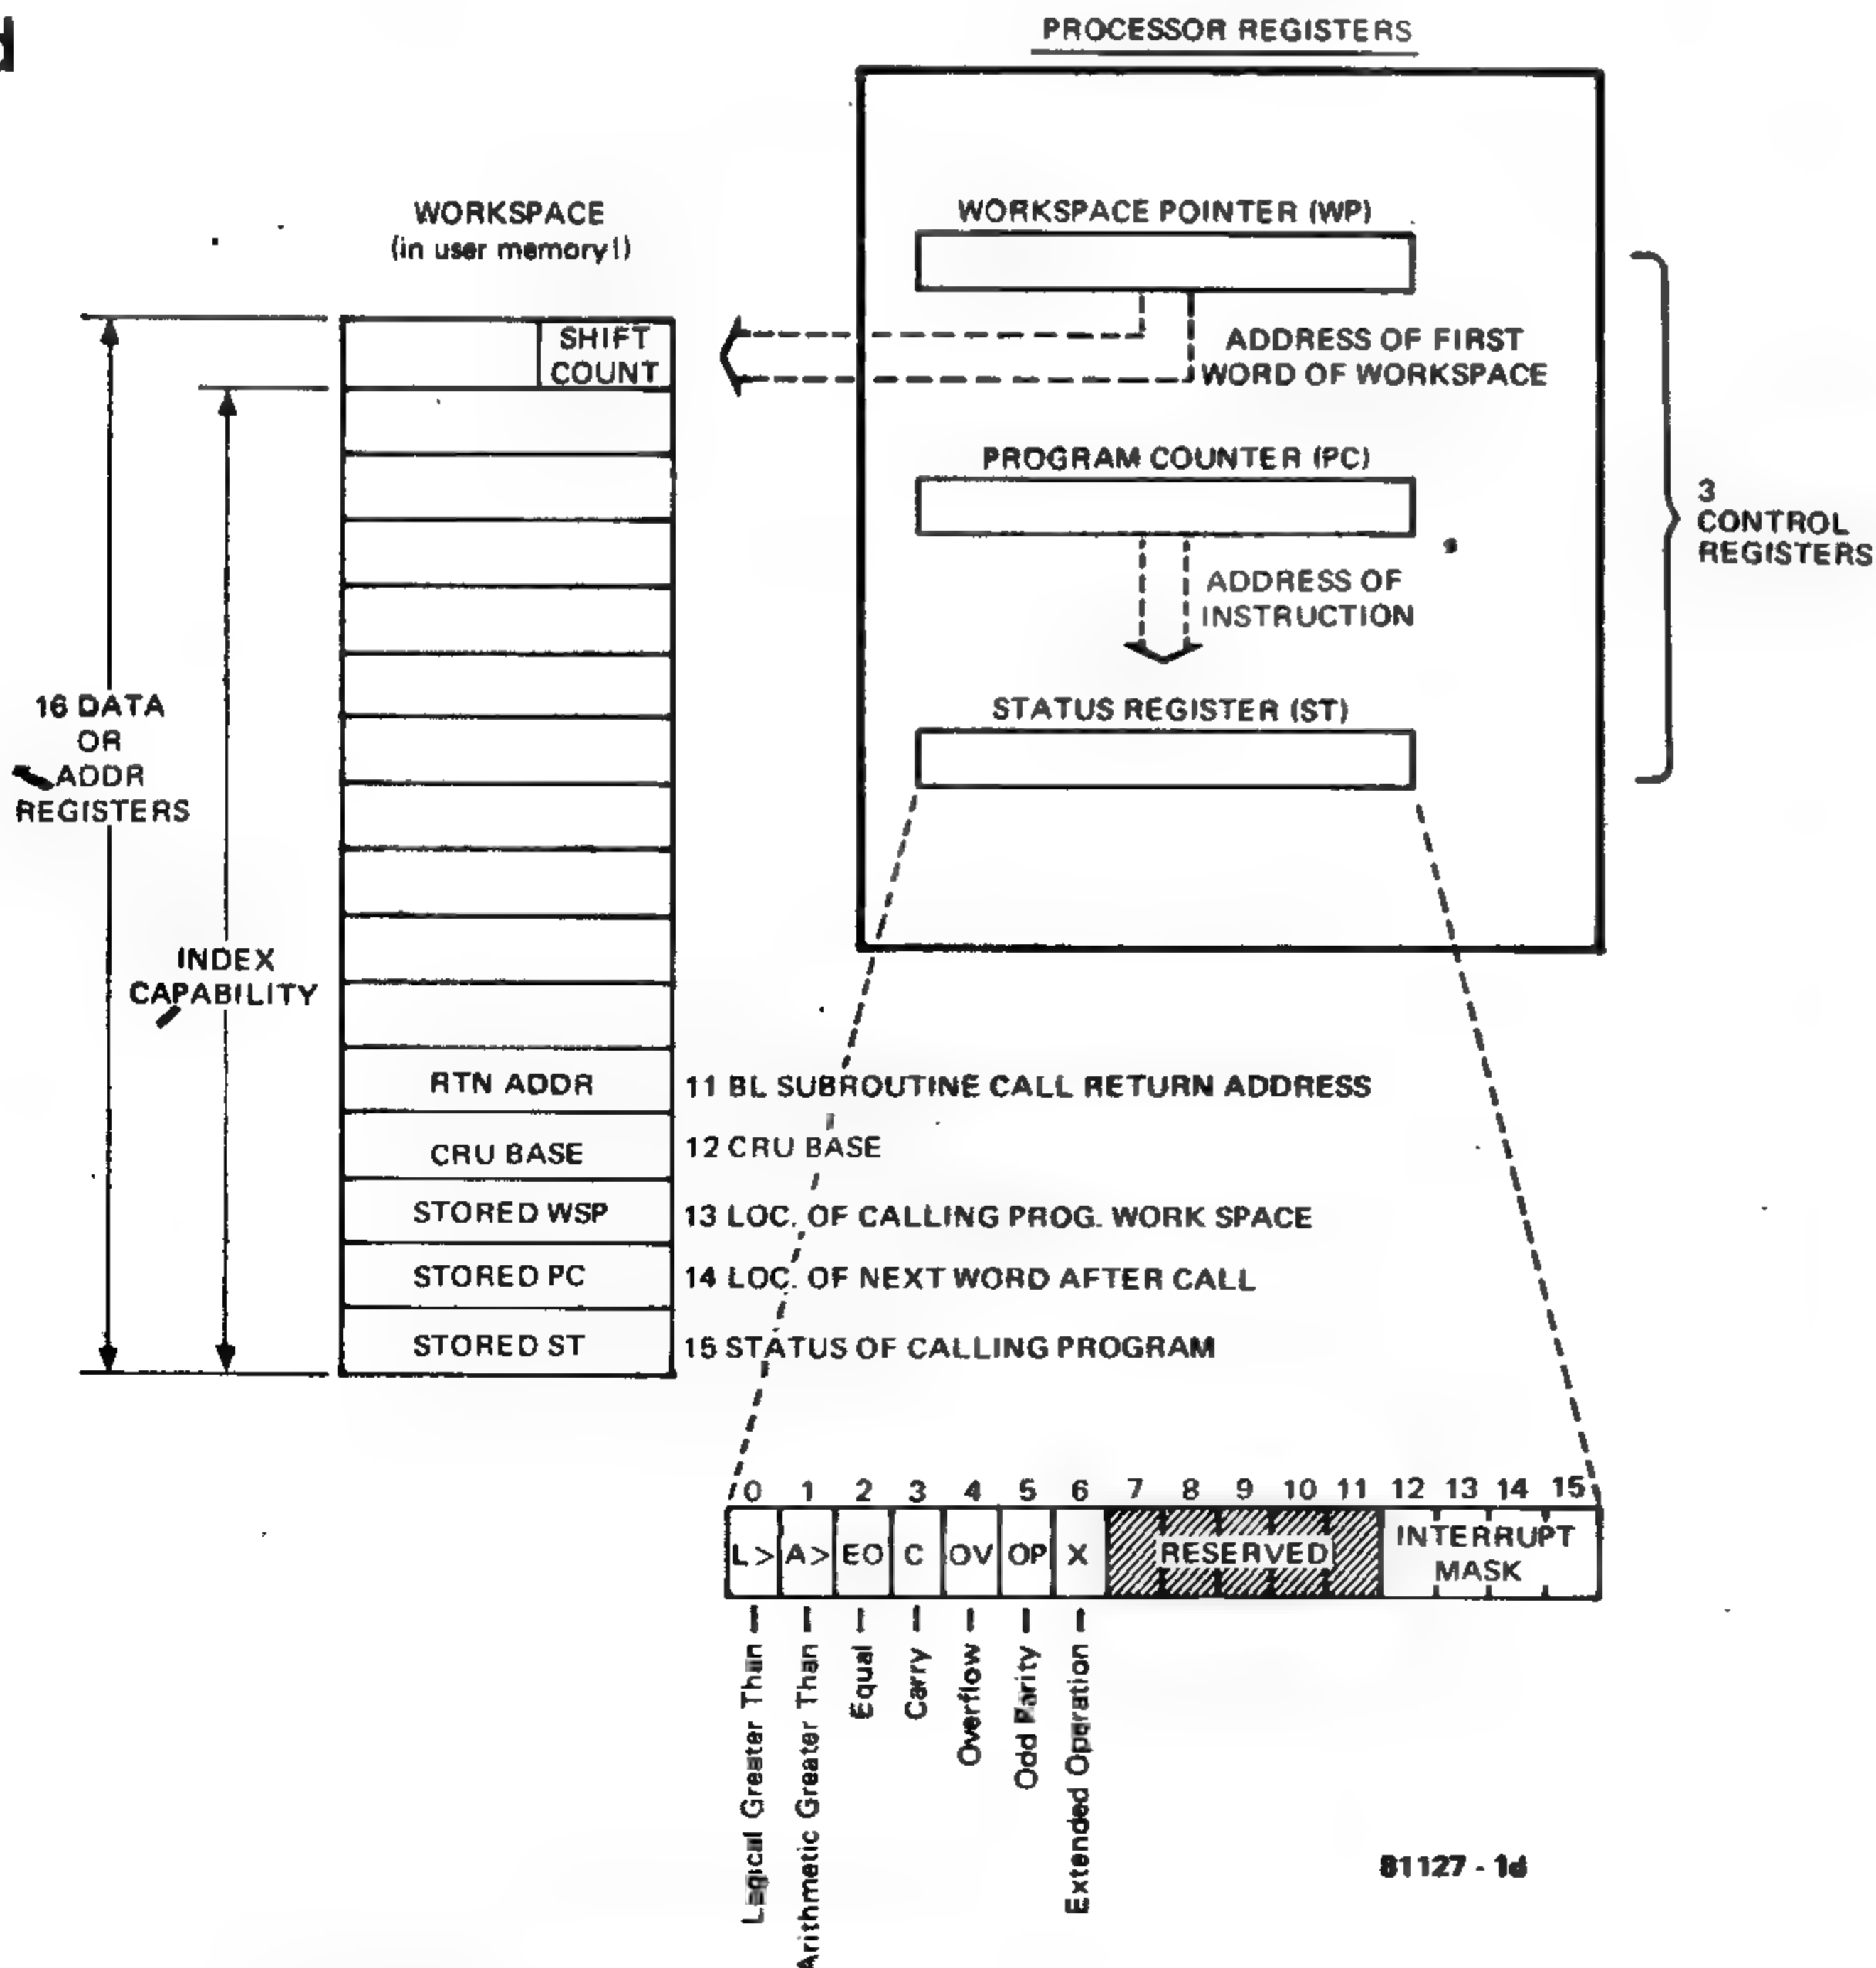 d
PROCESSOR REGISTERS
WORKSPACE
(in user memory!)
WORKSPACE POINTER (WP)
SHIFT
COUNT
ADDRESS OF FIRST
WORD OF WORKSPACE
PROGRAM COUNTER (PC)
3
CONTROL
REGISTERS
ADDRESS OF
INSTRUCTION
STATUS REGISTER (ST)
16 DATA
OR
ADDR
REGISTERS
INDEX
CAPABILITY
RTN ADDR
11 BL SUBROUTINE CALL RETURN ADDRESS
CRU BASE
12 CRU BASE
STORED WSP
13 LOC. OF CALLING PROG. WORK SPACE
STORED PC
14 LOC. OF NEXT WORD AFTER CALL
STORED ST
15 STATUS OF CALLING PROGRAM
0 1 2 3 4 5 6 7 8 9 10 11 12 13 14 15
L> A> EQ C OV OP X RESERVED INTERRUPT
MASK
Logical Greater Than
Arithmetic Greater Than
Equal
Carry
Overflow
Odd Parity
Extended Operation
81127 - 1d